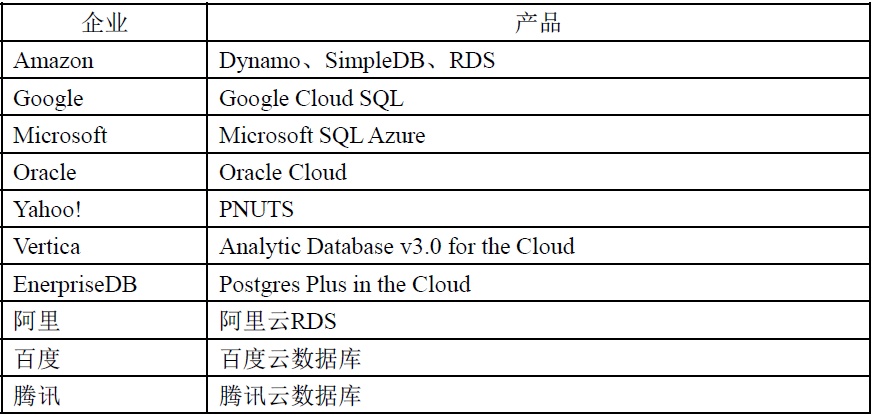 企业 产品
Amazon Dynamo、SimpleDB、RDS
Google Google Cloud SQL
Microsoft Microsoft SQL Azure
Oracle Oracle Cloud
Yahoo! PNUTS
Vertica Analytic Database v3.0 for the Cloud
EnerpriseDB Postgres Plus in the Cloud
阿里 阿里云RDS
百度 百度云数据库
腾讯 腾讯云数据库